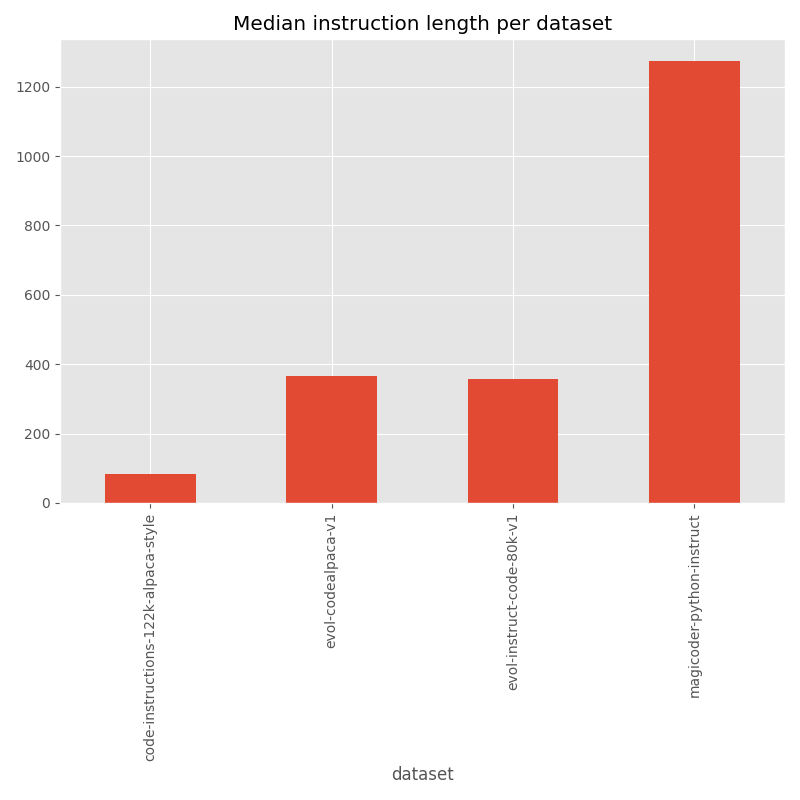 Median instruction length per dataset
1200
1000
800
600
400
200
0
code-instructions-122k-alpaca-style
evol-codealpaca-v1
evol-instruct-code-80k-v1
magicoder-python-instruct
dataset